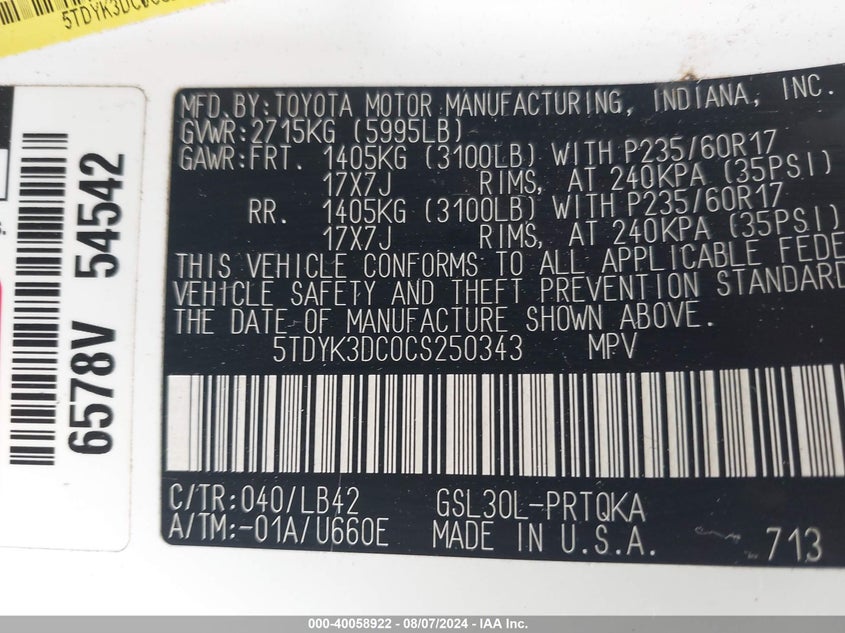 5TDYK3DC0CS
MFD.BY:TOYOTA MOTOR MANUFACTURING, INDIANA, INC.
GVWR:2715KG (5995LB)
GAWR:FRT. 1405KG (3100LB) WITH P235/60R17
17X7J RIMS, AT 240KPA (35PSI)
RR. 1405KG (3100LB) WITH P235/60R17
17X7J RIMS, AT 240KPA (35PSI)
THIS VEHICLE CONFORMS TO ALL APPLICABLE FEDE
VEHICLE SAFETY AND THEFT PREVENTION STANDARD
THE DATE OF MANUFACTURE SHOWN ABOVE.
5TDYK3DC0CS250343 MPV
C/TR:040/LB42 GSL30L-PRTQKA
A/TM:-01A/U660E MADE IN U.S.A. 713
6578V 54542
000-40058922 - 08/07/2024 - IAA Inc.